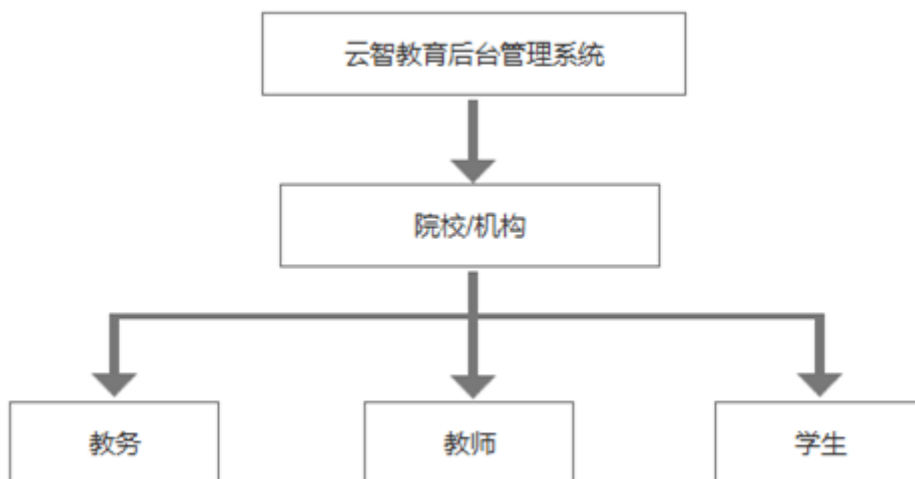 云智教育后台管理系统
院校/机构
教务
教师
学生